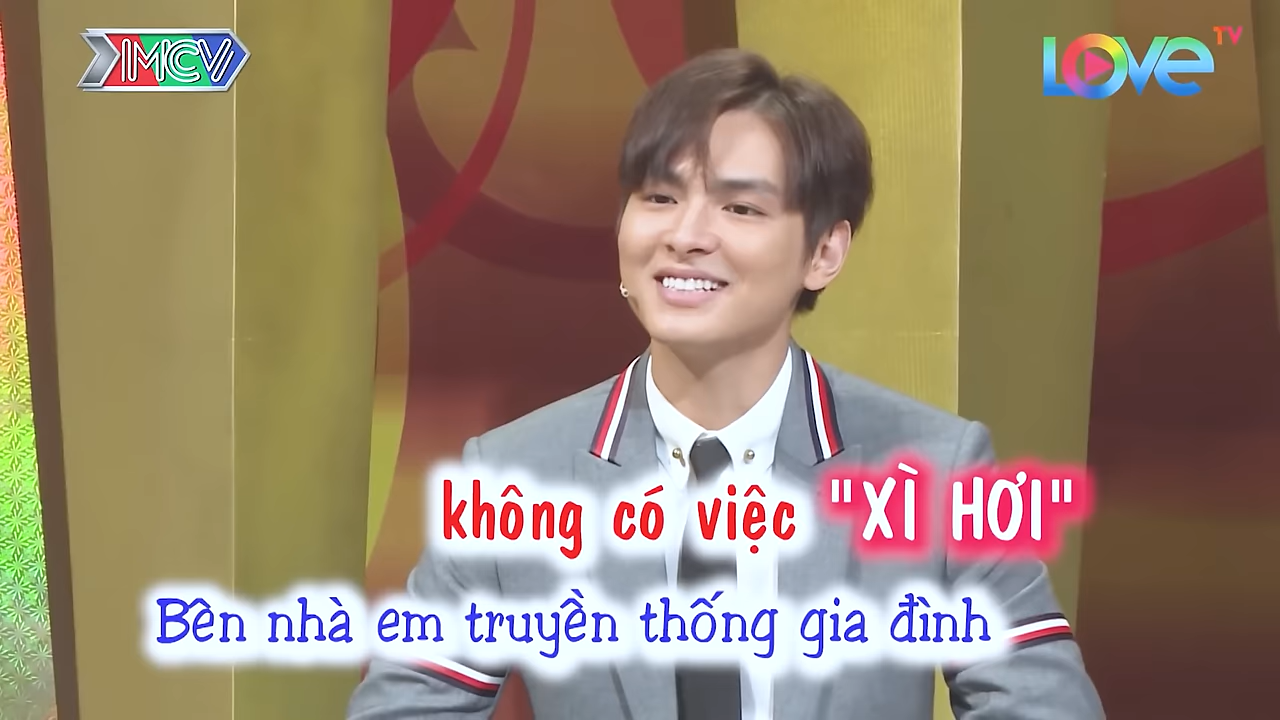 MCV
LOVE TV
không có việc "XÌ HƠI"
Bên nhà em truyền thống gia đình